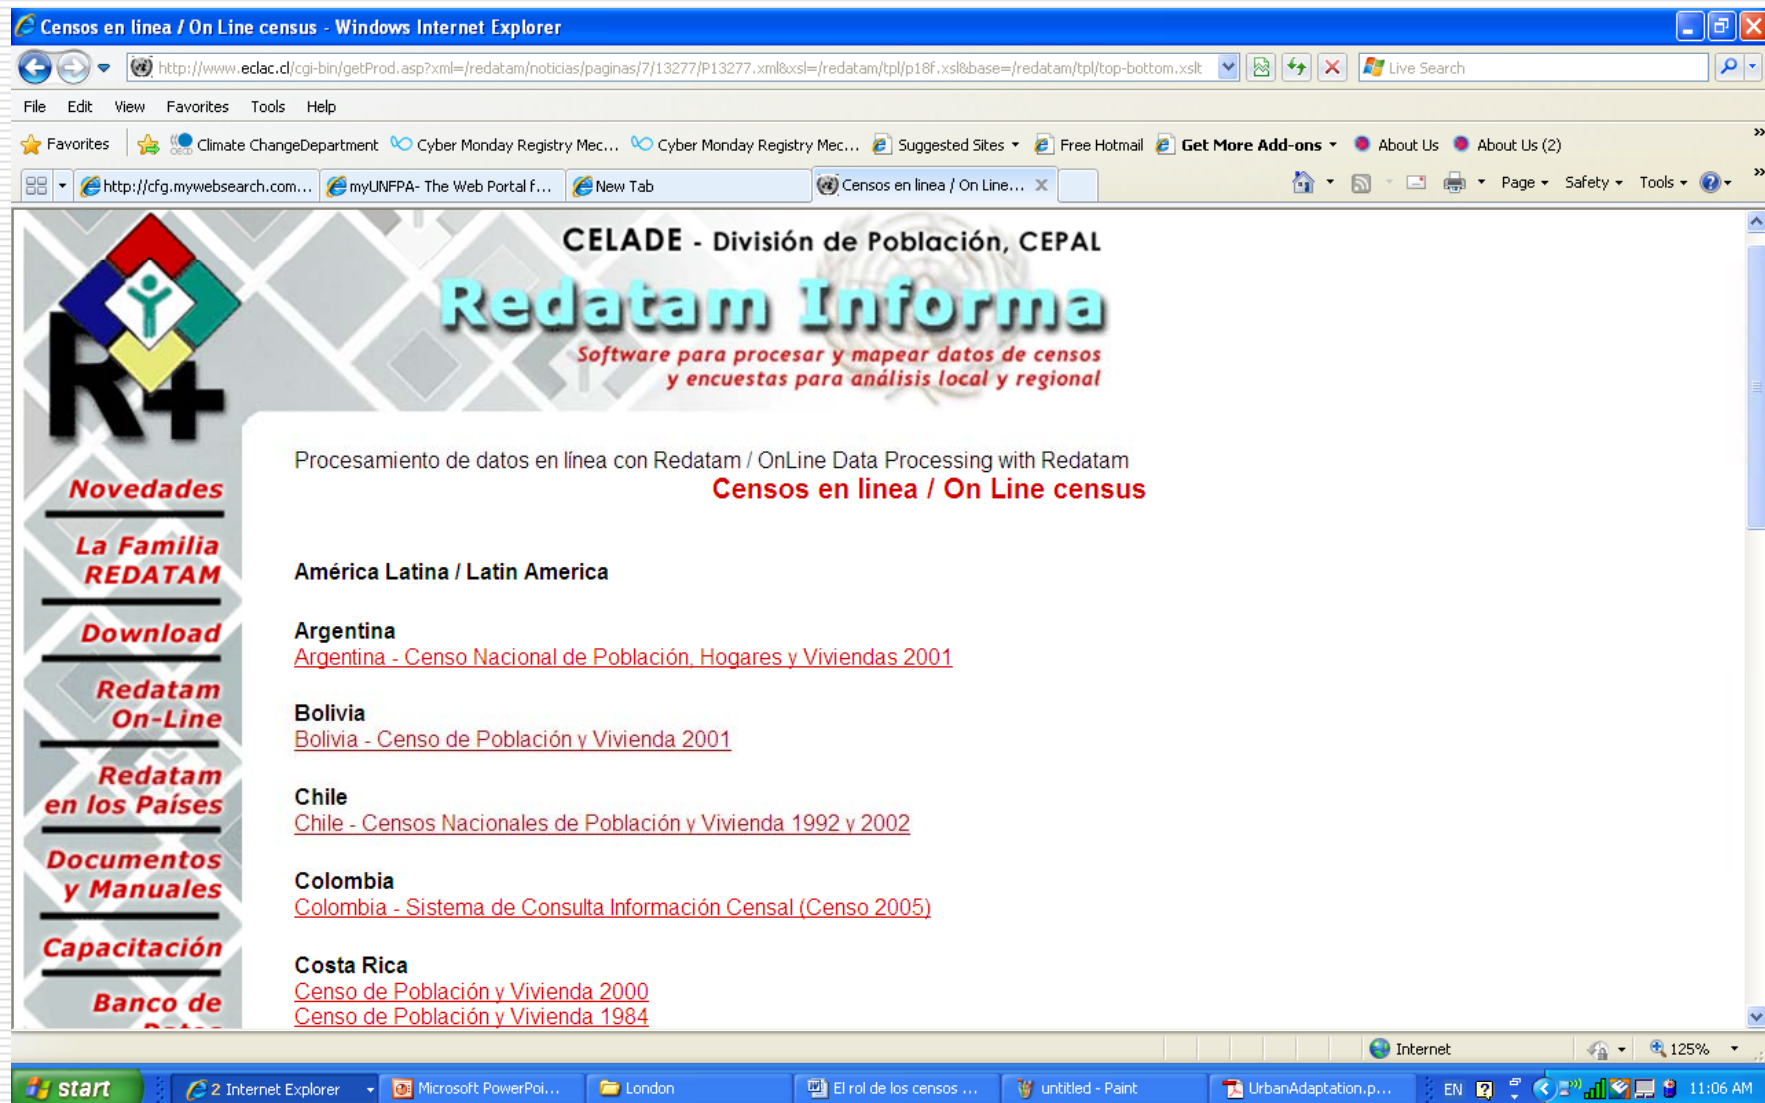 Censos en linea / On Line census - Windows Internet Explorer
http://www.eclac.cl/cgi-bin/getProd.asp?xml=/redatam/noticias/paginas/7/13277/P13277.xml&xsl=/redatam/tpl/p18f.xsl&base=/redatam/tpl/top-bottom.xslt
Live Search
File Edit View Favorites Tools Help
Favorites Climate ChangeDepartment Cyber Monday Registry Mec... Cyber Monday Registry Mec... Suggested Sites Free Hotmail Get More Add-ons About Us About Us (2)
http://cfg.mywebsearch.com... myUNFPA- The Web Portal f... New Tab Censos en linea / On Line... Page Safety Tools
CELADE - División de Población, CEPAL
Redatam Informa
Software para procesar y mapear datos de censos
y encuestas para análisis local y regional
R+
Novedades
La Familia
REDATAM
Download
Redatam
On-Line
Redatam
en los Países
Documentos
y Manuales
Capacitación
Banco de
Procesamiento de datos en línea con Redatam / OnLine Data Processing with Redatam
Censos en linea / On Line census
América Latina / Latin America
Argentina
Argentina - Censo Nacional de Población, Hogares y Viviendas 2001
Bolivia
Bolivia - Censo de Población y Vivienda 2001
Chile
Chile - Censos Nacionales de Población y Vivienda 1992 y 2002
Colombia
Colombia - Sistema de Consulta Información Censal (Censo 2005)
Costa Rica
Censo de Población y Vivienda 2000
Censo de Población y Vivienda 1984
Internet 125%
start 2 Internet Explorer Microsoft PowerPoi... London El rol de los censos ... untitled - Paint UrbanAdaptation.p... EN 11:06 AM